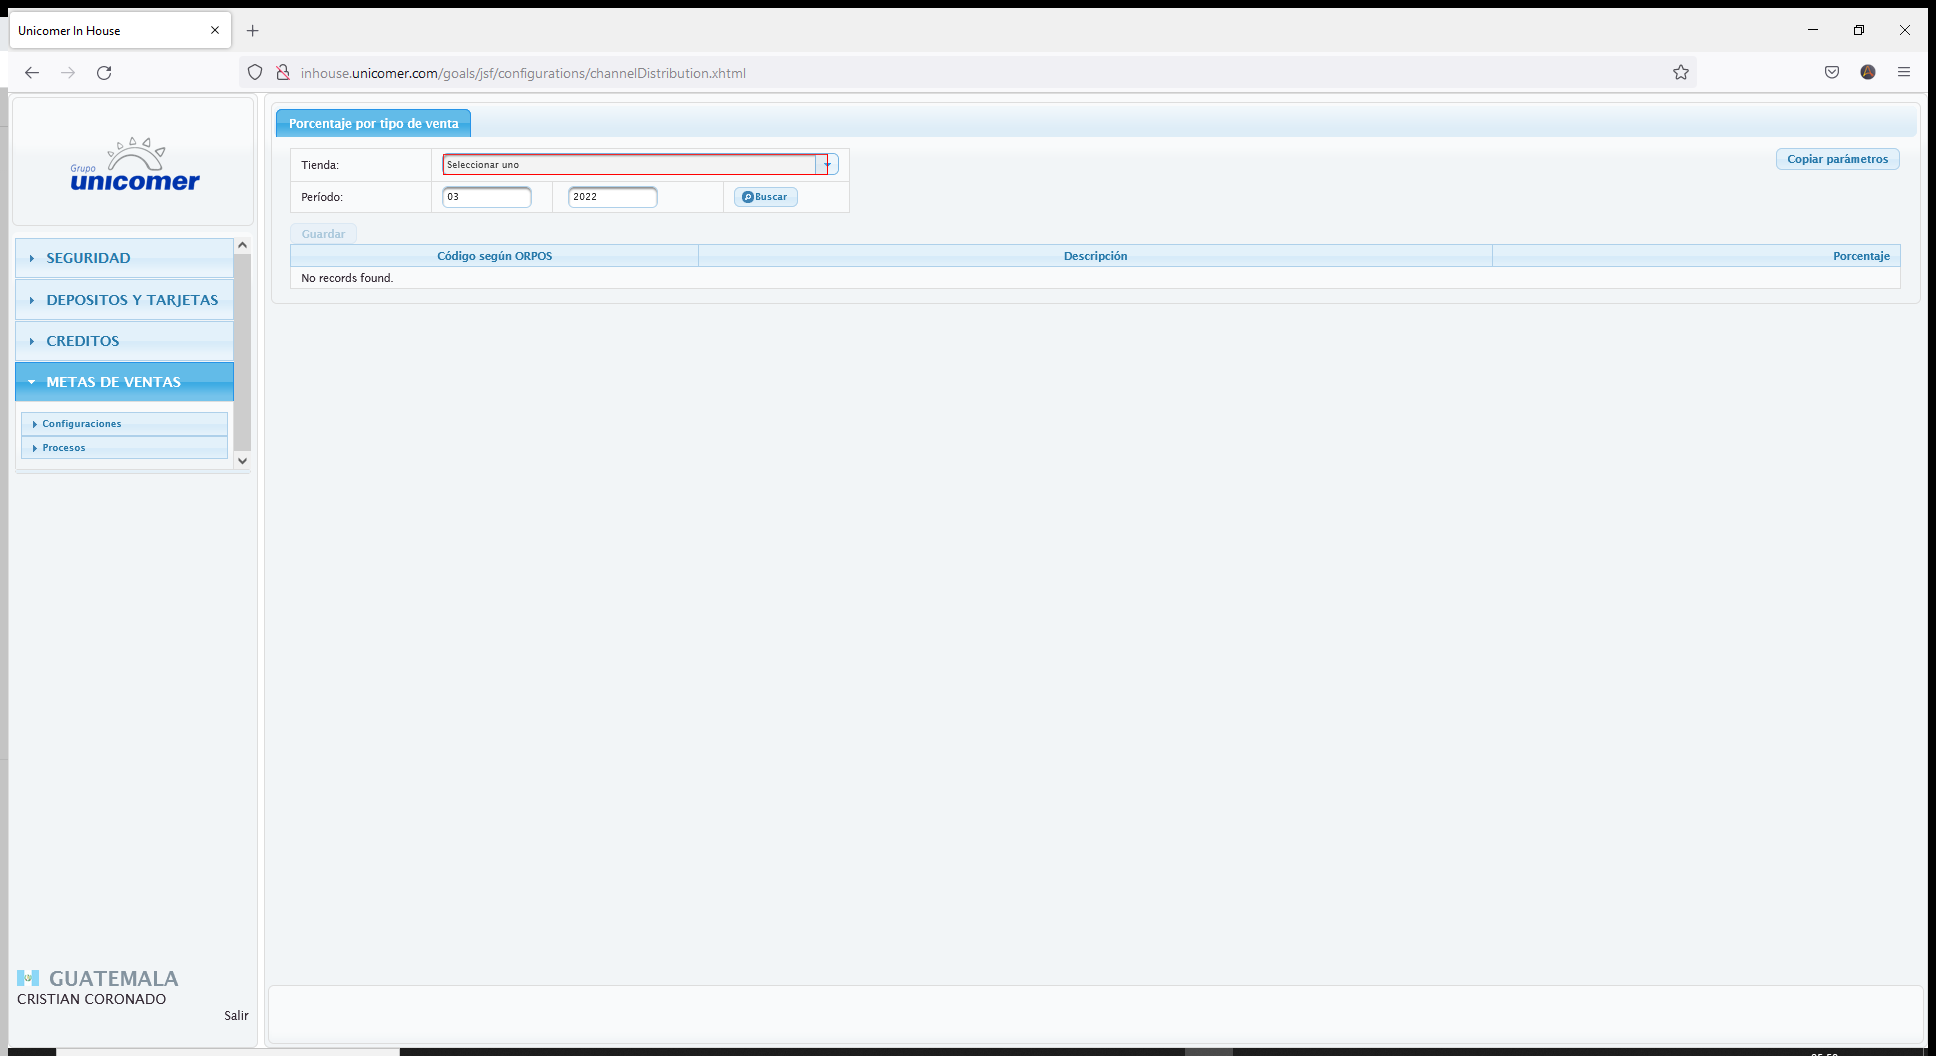 Unicomer In House
inhouse.unicomer.com/goals/jsf/configurations/channelDistribution.xhtml
Grupo
unicomer
SEGURIDAD
DEPOSITOS Y TARJETAS
CREDITOS
METAS DE VENTAS
Configuraciones
Procesos
GUATEMALA
CRISTIAN CORONADO
Salir
Porcentaje por tipo de venta
Tienda: Seleccionar uno
Copiar parámetros
Período: 03 2022 Buscar
Guardar
Código según ORPOS Descripción Porcentaje
No records found.